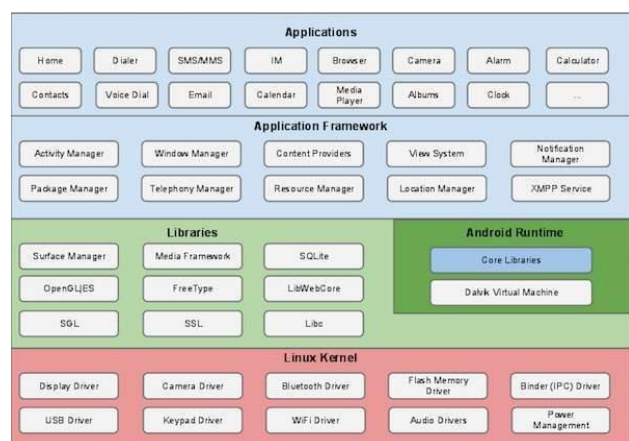 Applications
Home Dialer SMS/MMS IM Browser Camera Alarm Calculator
Contacts Voice Dial Email Calendar Media Player Albums Clock ...
Application Framework
Activity Manager Window Manager Content Providers View System Notification Manager
Package Manager Telephony Manager Resource Manager Location Manager XMPP Service
Libraries
Surface Manager Media Framework SQLite
OpenGL|ES FreeType LibWebCore
SGL SSL Libc
Android Runtime
Core Libraries
Dalvik Virtual Machine
Linux Kernel
Display Driver Camera Driver Bluetooth Driver Flash Memory Driver Binder (IPC) Driver
USB Driver Keypad Driver WiFi Driver Audio Drivers Power Management